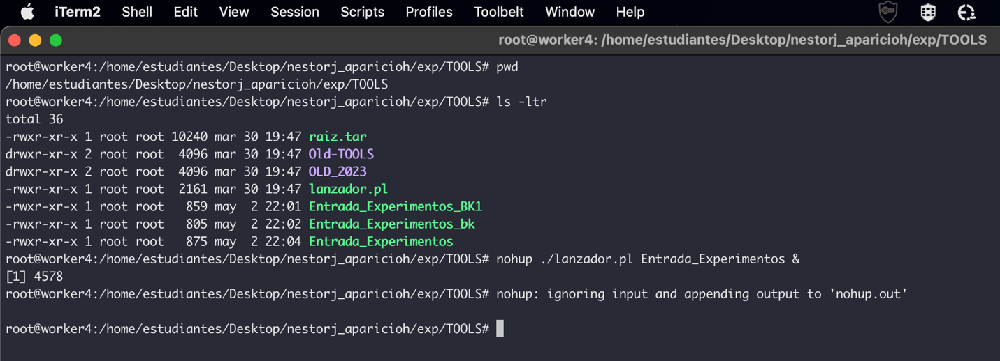 iTerm2 Shell Edit View Session Scripts Profiles Toolbelt Window Help
root@worker4: /home/estudiantes/Desktop/nestorj_aparicioh/exp/TOOLS
root@worker4:/home/estudiantes/Desktop/nestorj_aparicioh/exp/TOOLS# pwd
/home/estudiantes/Desktop/nestorj_aparicioh/exp/TOOLS
root@worker4:/home/estudiantes/Desktop/nestorj_aparicioh/exp/TOOLS# ls -ltr
total 36
-rwxr-xr-x 1 root root 10240 mar 30 19:47 raiz.tar
drwxr-xr-x 2 root root  4096 mar 30 19:47 Old-TOOLS
drwxr-xr-x 2 root root  4096 mar 30 19:47 OLD_2023
-rwxr-xr-x 1 root root  2161 mar 30 19:47 lanzador.pl
-rwxr-xr-x 1 root root   859 may  2 22:01 Entrada_Experimentos_BK1
-rwxr-xr-x 1 root root   805 may  2 22:02 Entrada_Experimentos_bk
-rwxr-xr-x 1 root root   875 may  2 22:04 Entrada_Experimentos
root@worker4:/home/estudiantes/Desktop/nestorj_aparicioh/exp/TOOLS# nohup ./lanzador.pl Entrada_Experimentos &
[1] 4578
root@worker4:/home/estudiantes/Desktop/nestorj_aparicioh/exp/TOOLS# nohup: ignoring input and appending output to 'nohup.out'
root@worker4:/home/estudiantes/Desktop/nestorj_aparicioh/exp/TOOLS#